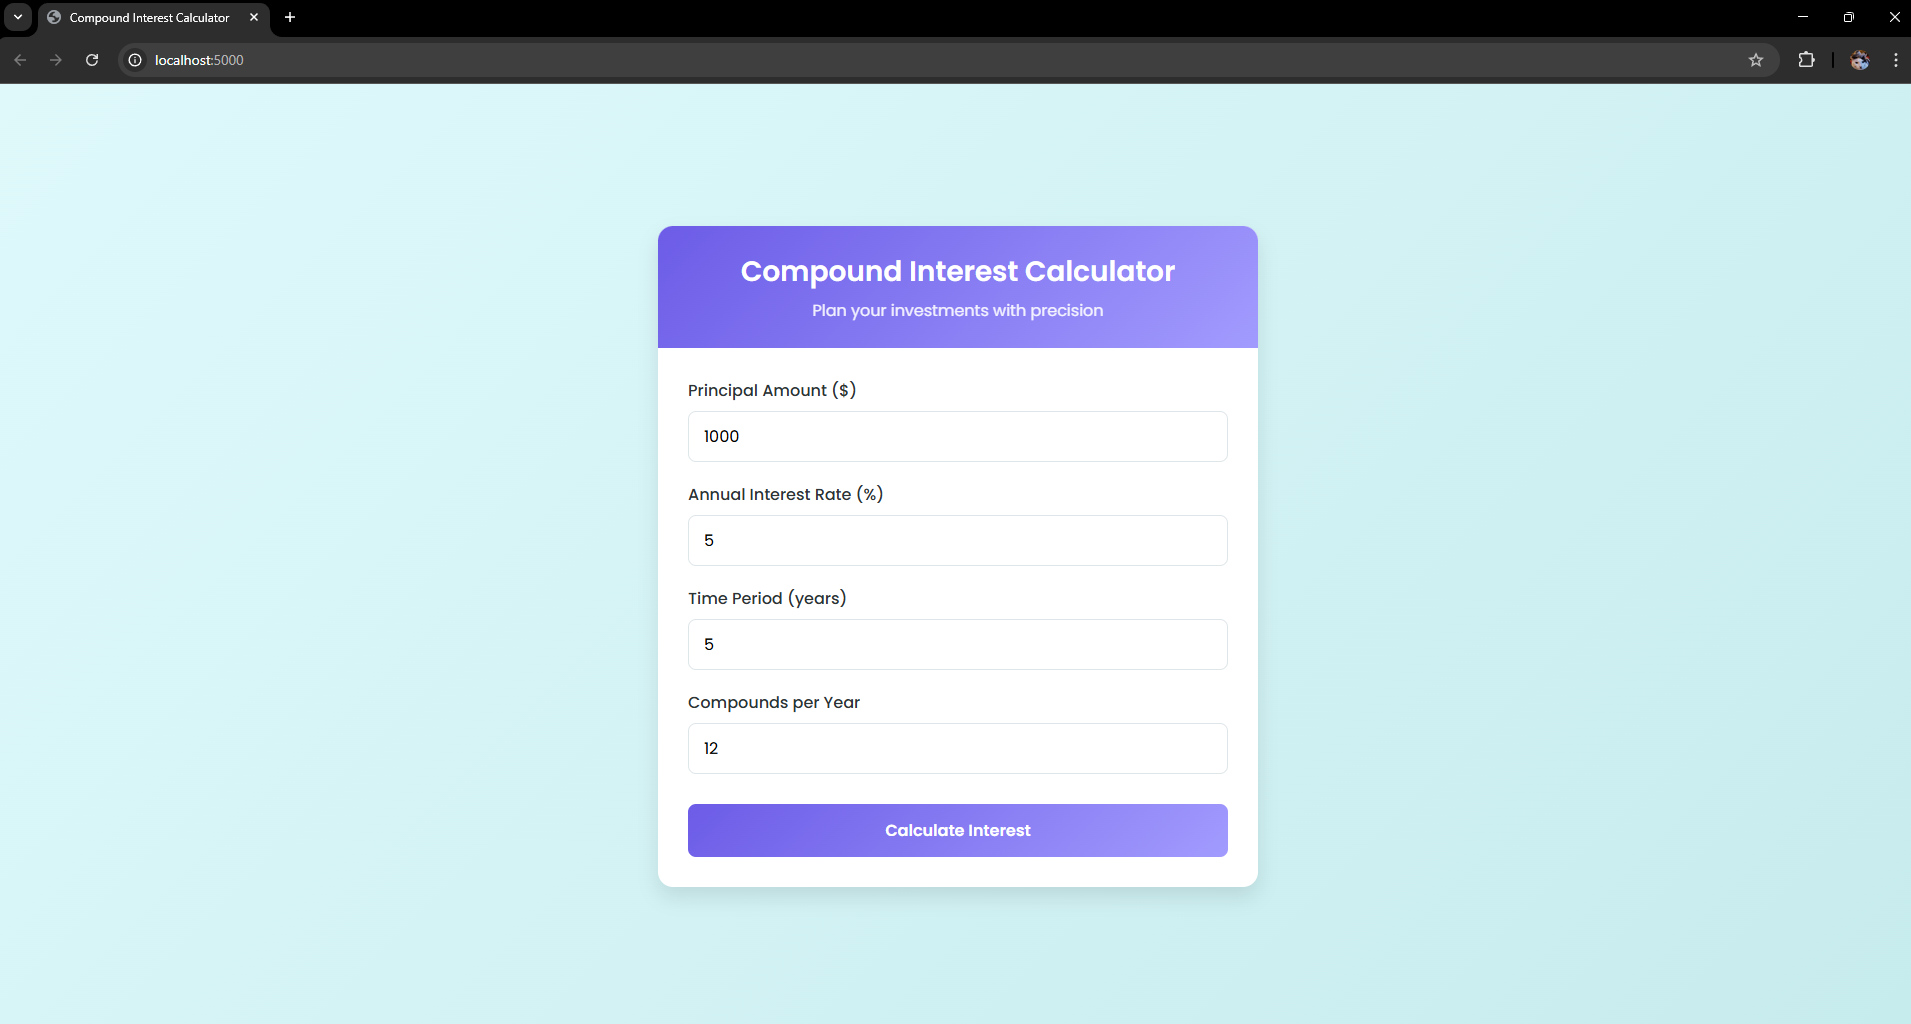 Compound Interest Calculator
localhost:5000
Compound Interest Calculator
Plan your investments with precision
Principal Amount ($)
1000
Annual Interest Rate (%)
5
Time Period (years)
5
Compounds per Year
12
Calculate Interest